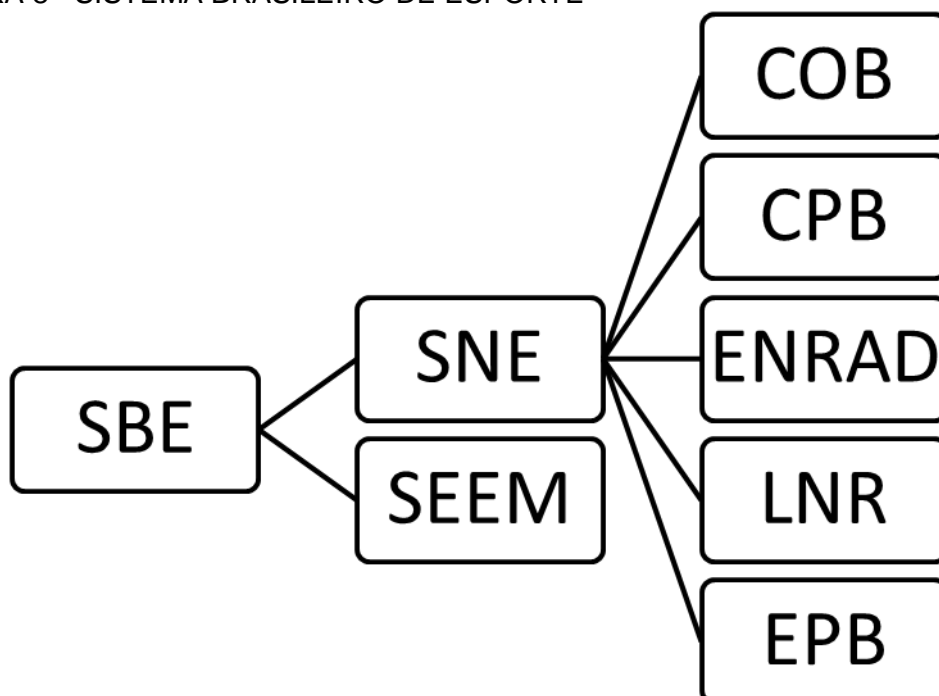 SISTEMA BRASILEIRO DE ESPORTE
COB
CPB
SNE
ENRAD
SBE
SEEM
LNR
EPB